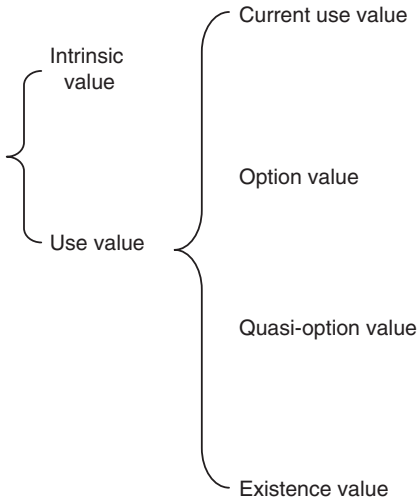 Current use value
Intrinsic
value
Option value
Use value
Quasi-option value
Existence value